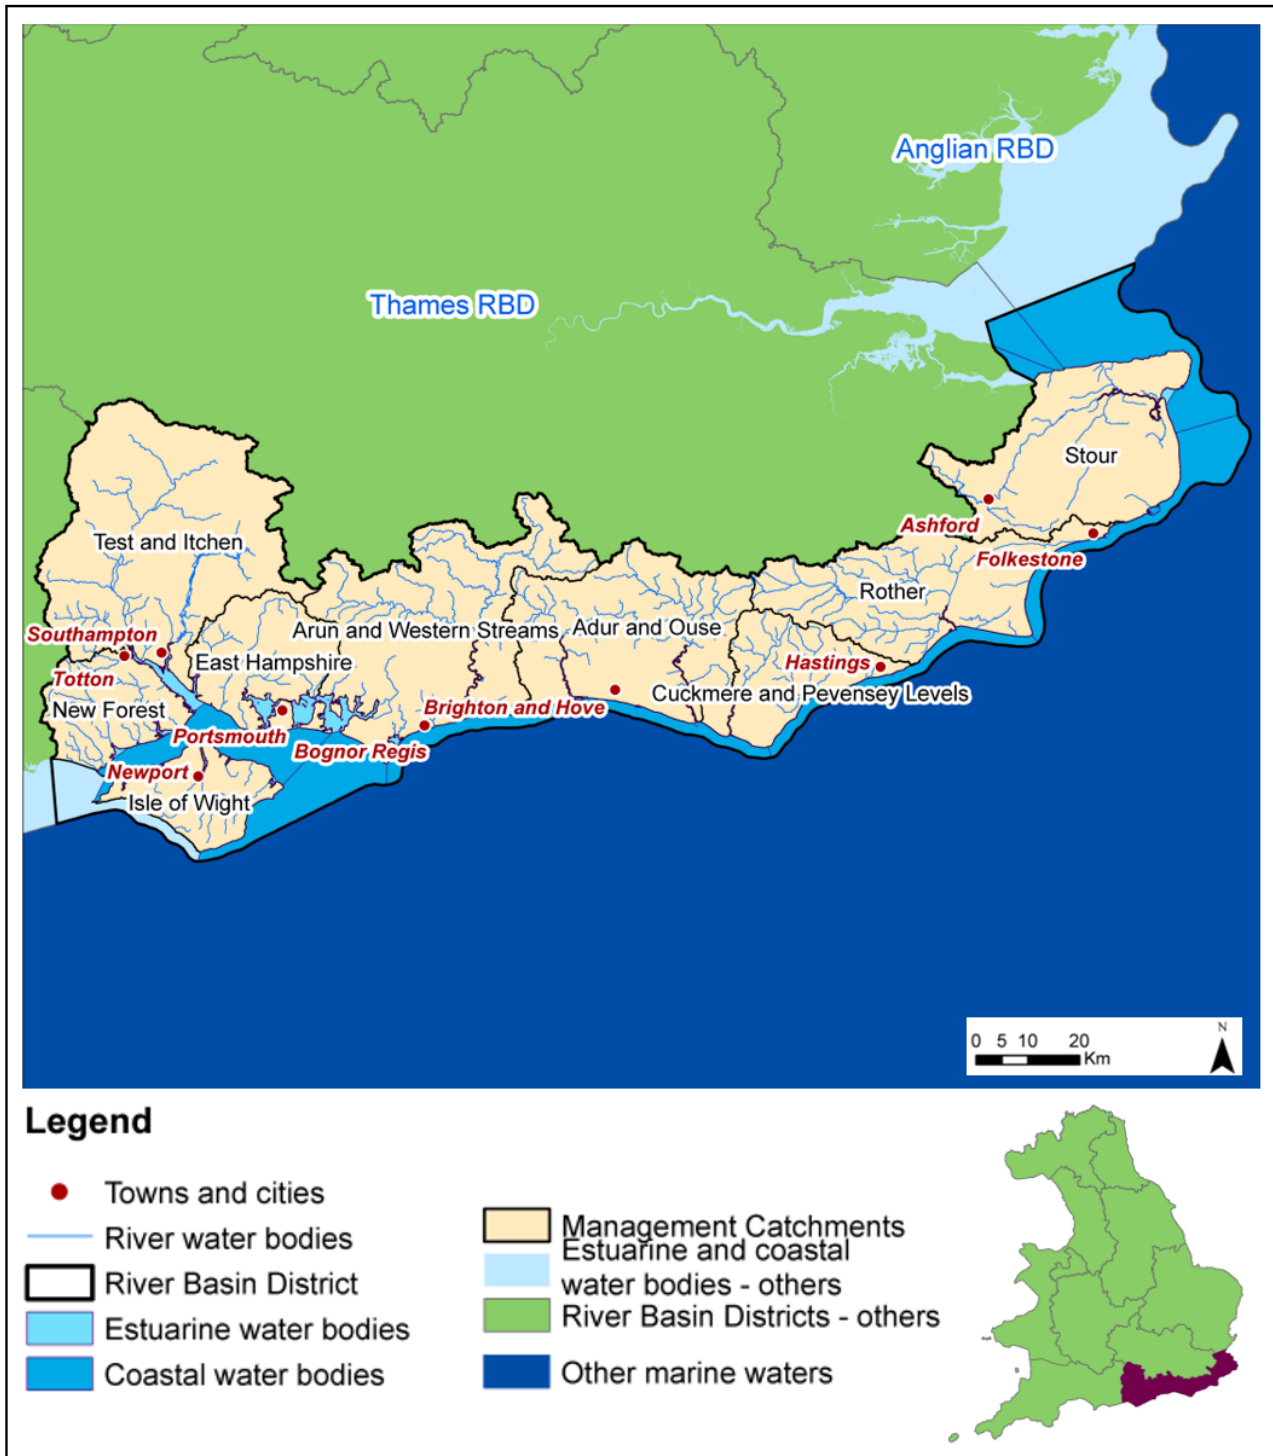 Anglian RBD
Thames RBD
Stour
Ashford
Folkestone
Test and Itchen
Rother
Southampton
Arun and Western Streams
Adur and Ouse
East Hampshire
Hastings
Totton
Cuckmere and Pevensey Levels
New Forest
Brighton and Hove
Portsmouth
Bognor Regis
Newport
Isle of Wight
N
0 5 10 20
Km
Legend
Towns and cities
River water bodies
River Basin District
Estuarine water bodies
Coastal water bodies
Management Catchments
Estuarine and coastal
water bodies - others
River Basin Districts - others
Other marine waters